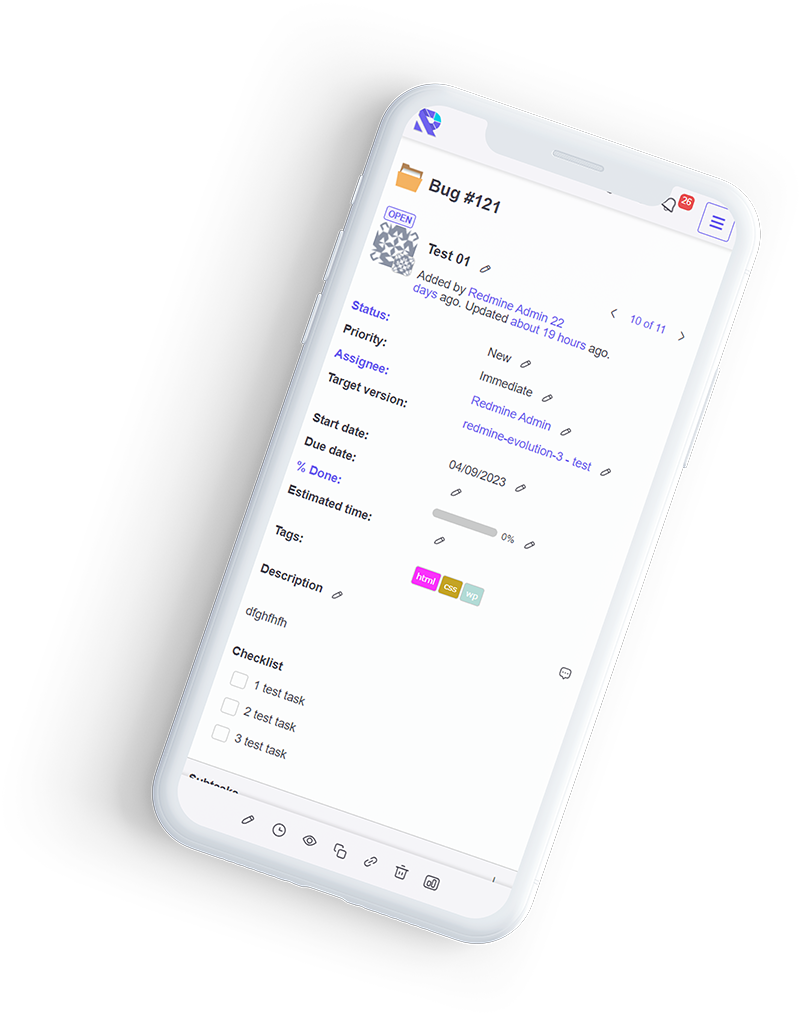 26
Bug #121
OPEN
Test 01
Added by Redmine Admin 22
days ago. Updated about 19 hours ago.
10 of 11
Status: New
Priority: Immediate
Assignee: Redmine Admin
Target version: redmine-evolution-3 - test
Start date: 04/09/2023
Due date:
% Done: 0%
Estimated time:
Tags: html css wp
Description
dfghfhfh
Checklist
1 test task
2 test task
3 test task
Subtasks